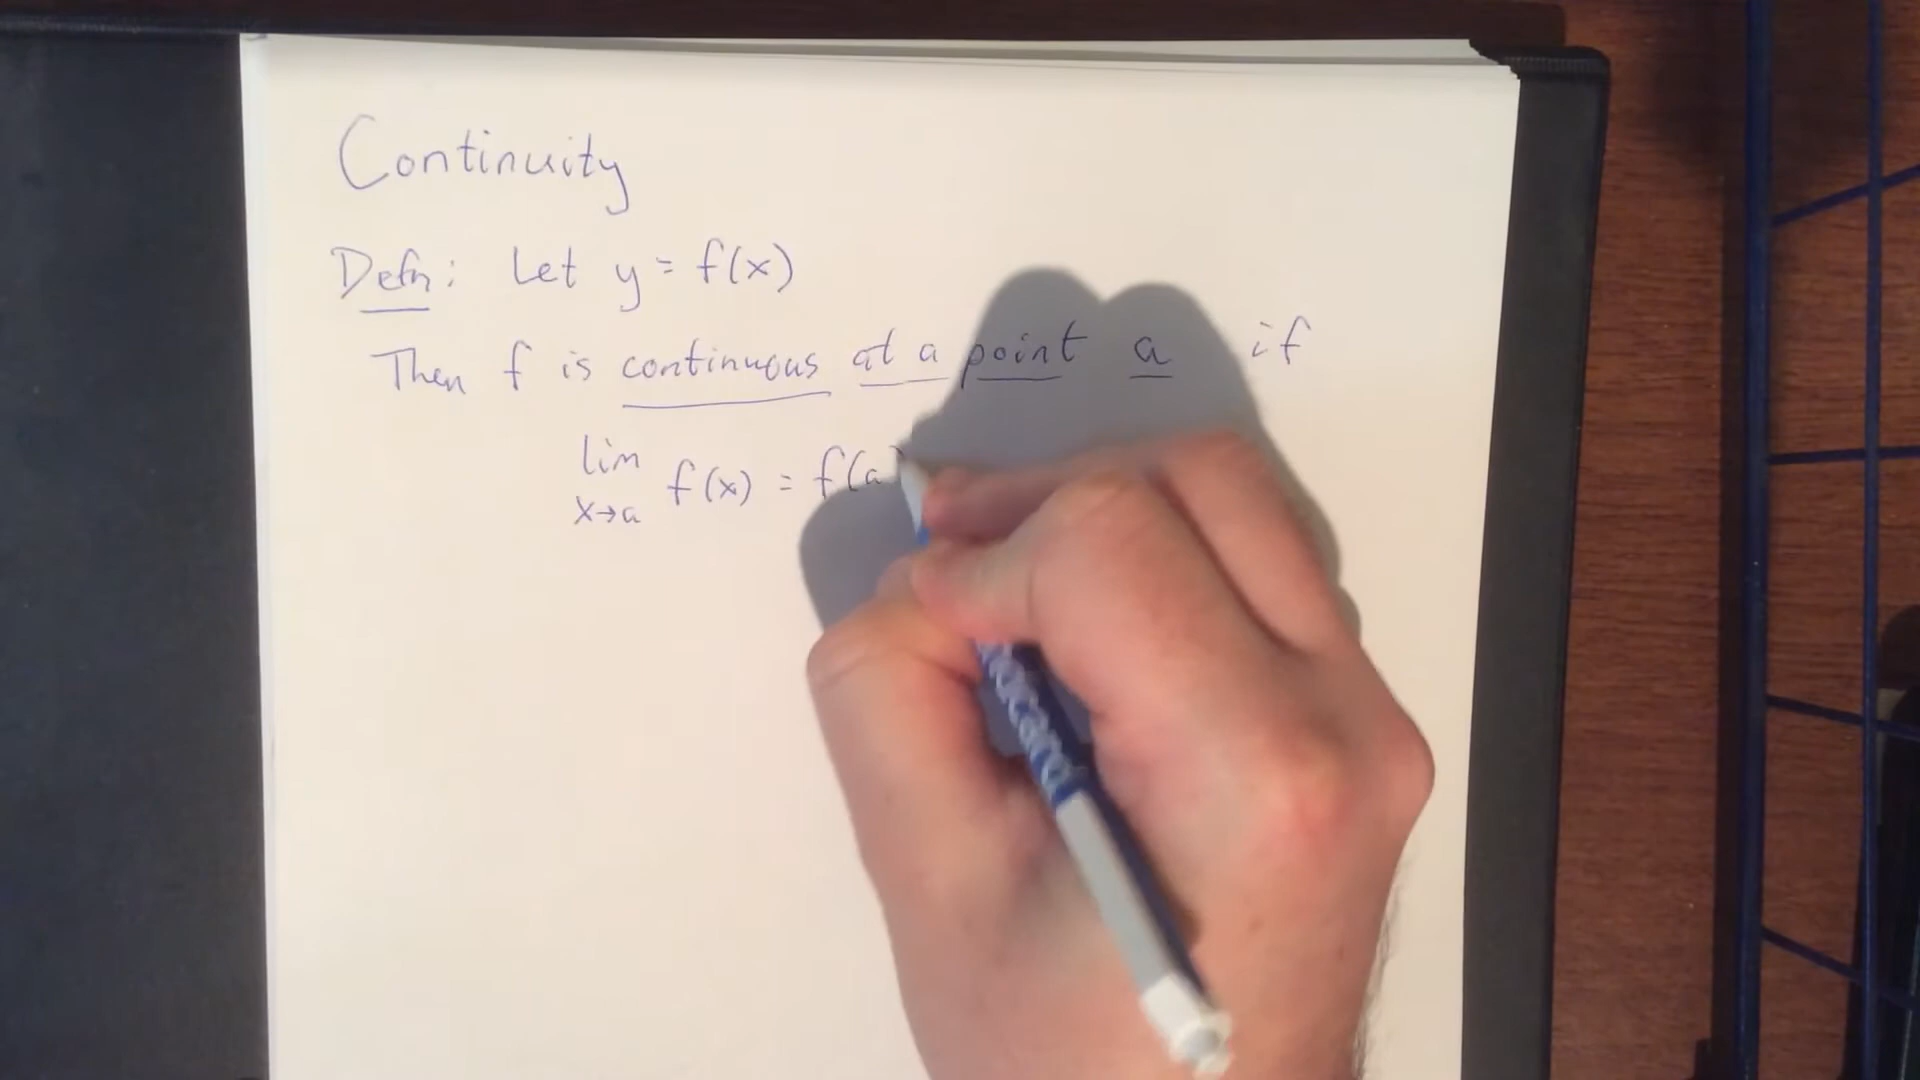 Continuity
Defn: Let y = f(x)
Then f is continuous at a point a if
lim f(x) = f(a)
x→a